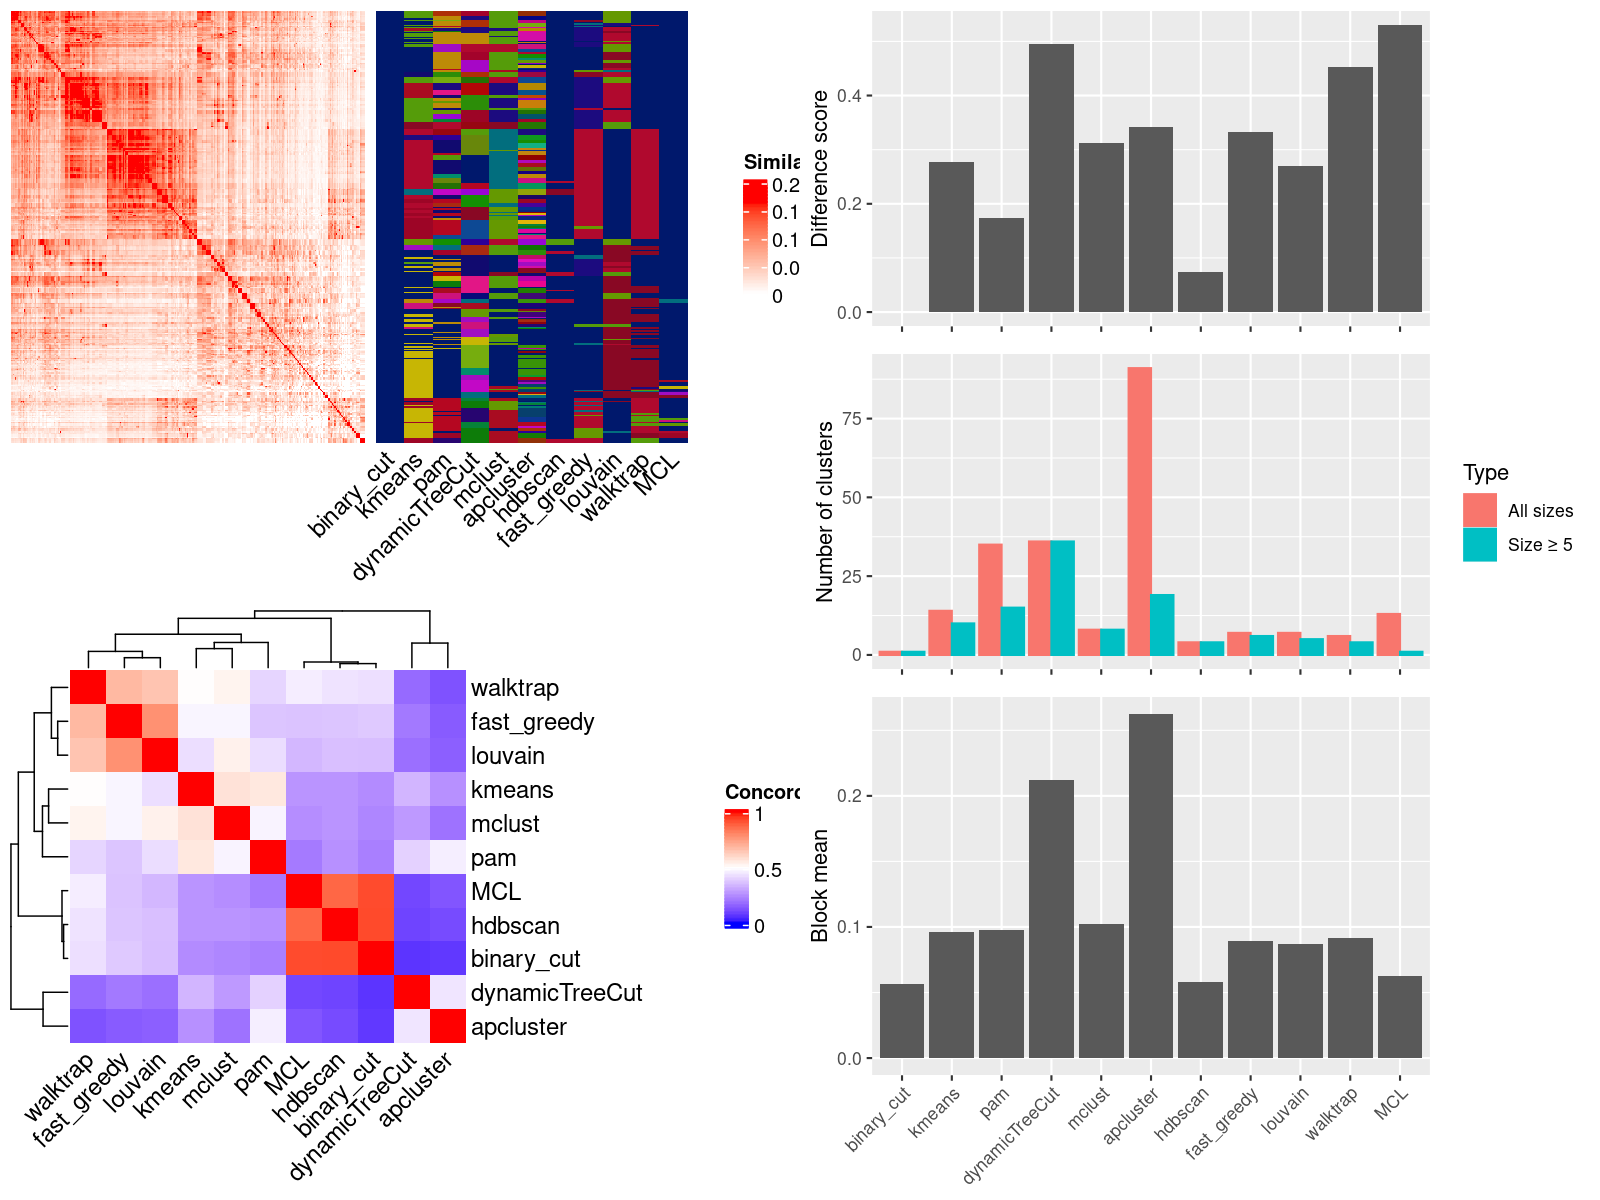 Simila
0.2
0.1
0.1
0.0
0
binary_cut
kmeans
pam
dynamicTreeCut
mclust
apcluster
hdbscan
fast_greedy
louvain
walktrap
MCL
walktrap
fast_greedy
louvain
kmeans
mclust
pam
MCL
hdbscan
binary_cut
dynamicTreeCut
apcluster
walktrap
fast_greedy
louvain
kmeans
mclust
pam
MCL
hdbscan
binary_cut
dynamicTreeCut
apcluster
Concord
1
0.5
0
Difference score
0.4
0.2
0.0
Number of clusters
75
50
25
0
Type
All sizes
Size ≥ 5
Block mean
0.2
0.1
0.0
binary_cut
kmeans
pam
dynamicTreeCut
mclust
apcluster
hdbscan
fast_greedy
louvain
walktrap
MCL